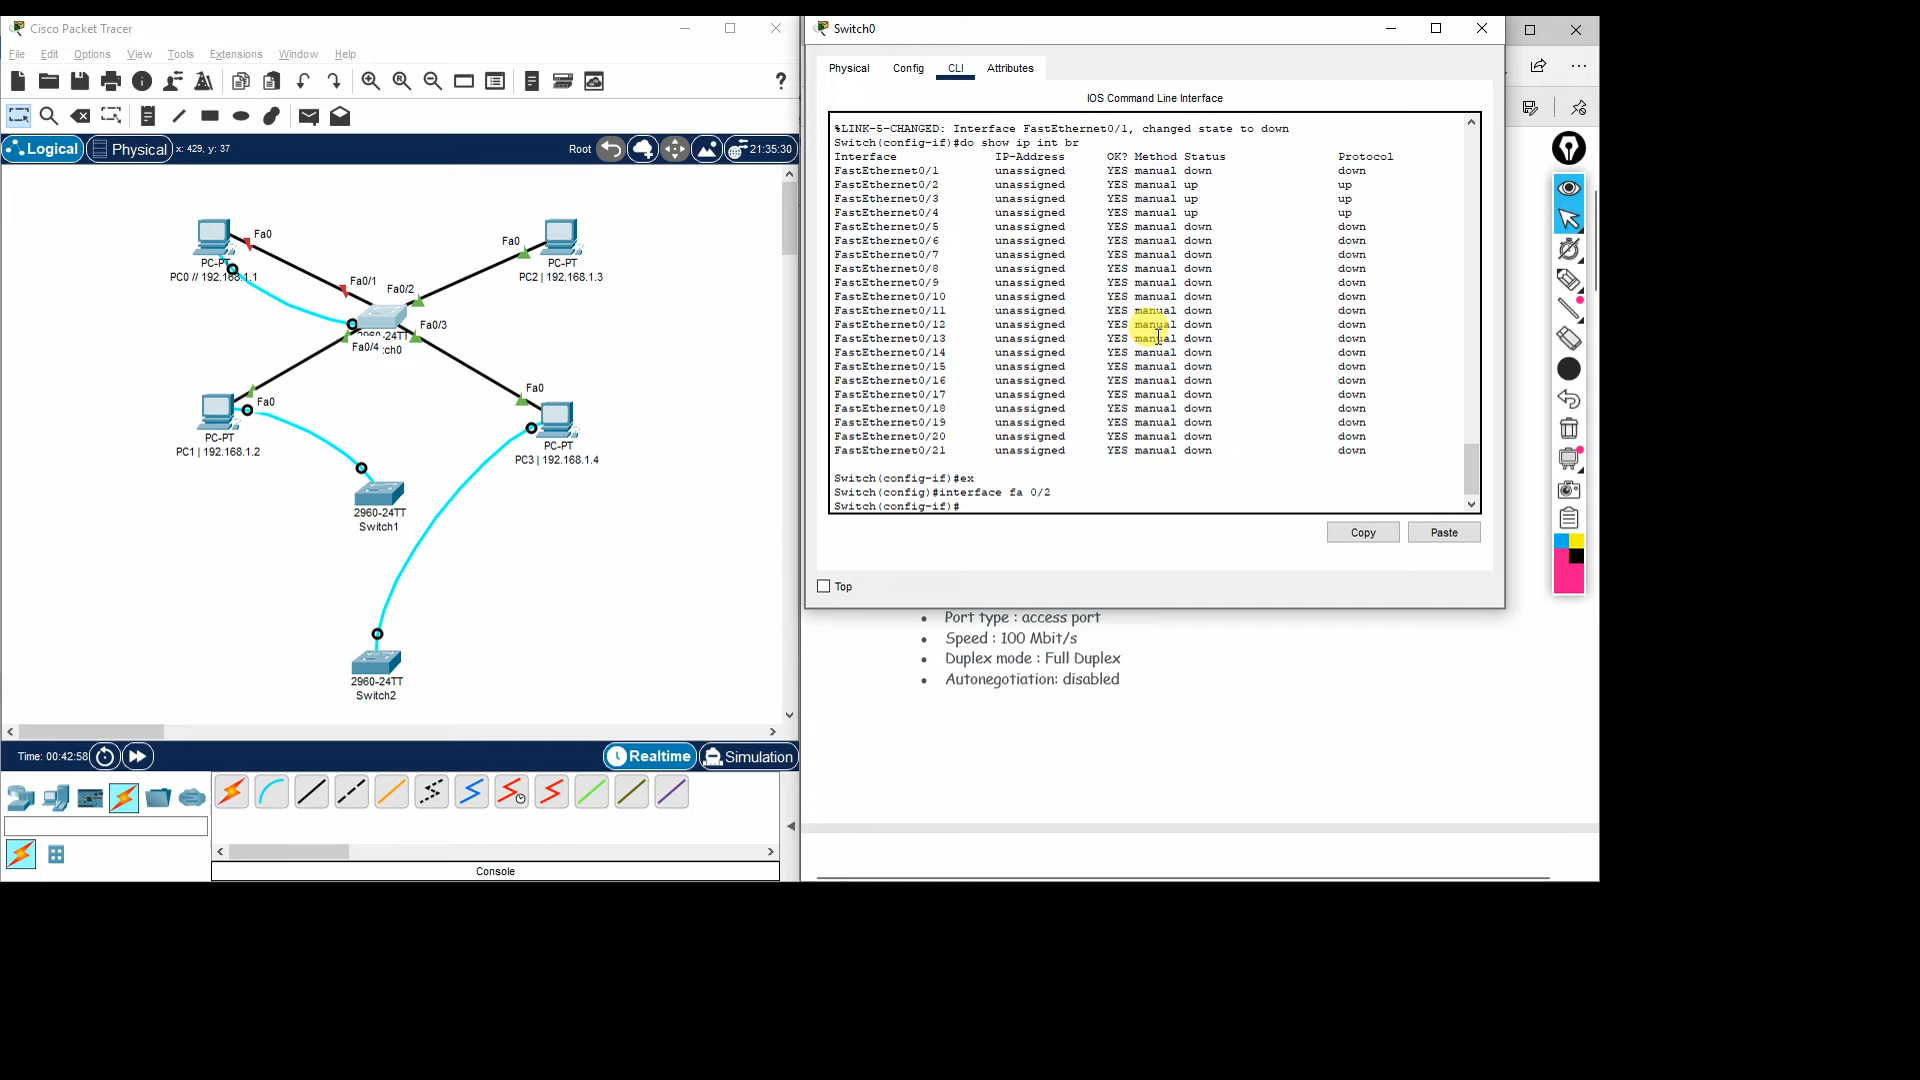 Cisco Packet Tracer
File Edit Options View Tools Extensions Window Help
Logical Physical x: 429, y: 37 Root 21:35:30
Fa0
PC-PT
PC0 // 192.168.1.1
Fa0/1
Fa0
PC-PT
PC2 | 192.168.1.3
Fa0/2
Fa0/3
2960-24TT
Fa0/4 :ch0
Fa0
PC-PT
PC1 | 192.168.1.2
Fa0
PC-PT
PC3 | 192.168.1.4
2960-24TT
Switch1
2960-24TT
Switch2
Time: 00:42:58 Realtime Simulation
Console
Switch0
Physical Config CLI Attributes
IOS Command Line Interface
%LINK-5-CHANGED: Interface FastEthernet0/1, changed state to down
Switch(config-if)#do show ip int br
Interface IP-Address OK? Method Status Protocol
FastEthernet0/1 unassigned YES manual down down
FastEthernet0/2 unassigned YES manual up up
FastEthernet0/3 unassigned YES manual up up
FastEthernet0/4 unassigned YES manual up up
FastEthernet0/5 unassigned YES manual down down
FastEthernet0/6 unassigned YES manual down down
FastEthernet0/7 unassigned YES manual down down
FastEthernet0/8 unassigned YES manual down down
FastEthernet0/9 unassigned YES manual down down
FastEthernet0/10 unassigned YES manual down down
FastEthernet0/11 unassigned YES manual down down
FastEthernet0/12 unassigned YES manual down down
FastEthernet0/13 unassigned YES manual down down
FastEthernet0/14 unassigned YES manual down down
FastEthernet0/15 unassigned YES manual down down
FastEthernet0/16 unassigned YES manual down down
FastEthernet0/17 unassigned YES manual down down
FastEthernet0/18 unassigned YES manual down down
FastEthernet0/19 unassigned YES manual down down
FastEthernet0/20 unassigned YES manual down down
FastEthernet0/21 unassigned YES manual down down
Switch(config-if)#ex
Switch(config)#interface fa 0/2
Switch(config-if)#
Copy Paste
Top
• Port type : access port
• Speed : 100 Mbit/s
• Duplex mode : Full Duplex
• Autonegotiation: disabled